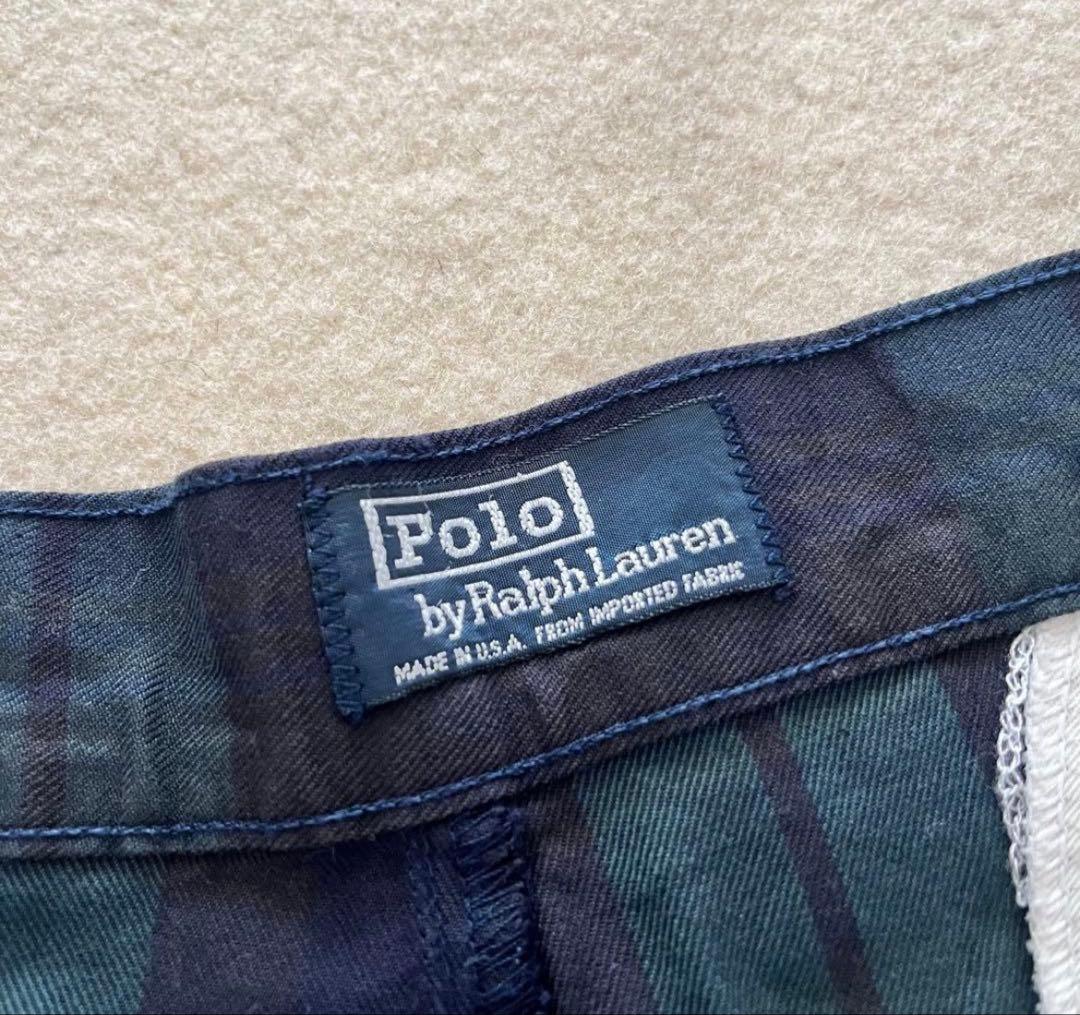 Polo
by Ralph Lauren
MADE IN U.S.A. FROM IMPORTED FABRIC